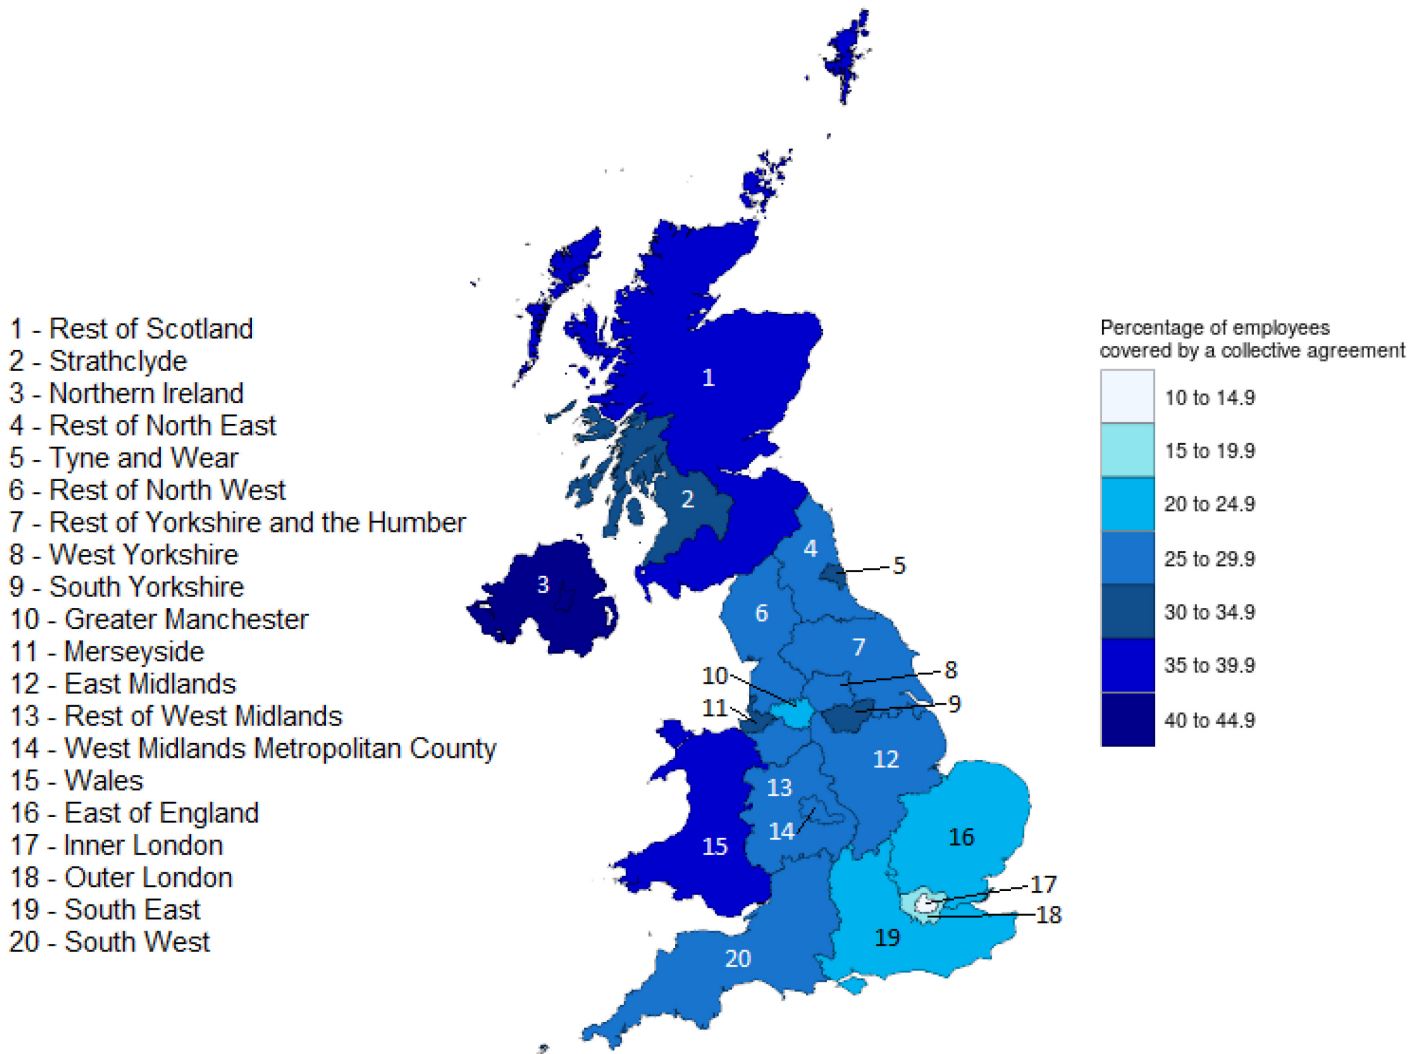 1 - Rest of Scotland
2 - Strathclyde
3 - Northern Ireland
4 - Rest of North East
5 - Tyne and Wear
6 - Rest of North West
7 - Rest of Yorkshire and the Humber
8 - West Yorkshire
9 - South Yorkshire
10 - Greater Manchester
11 - Merseyside
12 - East Midlands
13 - Rest of West Midlands
14 - West Midlands Metropolitan County
15 - Wales
16 - East of England
17 - Inner London
18 - Outer London
19 - South East
20 - South West
1
2
3
4
5
6
7
8
9
10
11
12
13
14
15
16
17
18
19
20
Percentage of employees
covered by a collective agreement
10 to 14.9
15 to 19.9
20 to 24.9
25 to 29.9
30 to 34.9
35 to 39.9
40 to 44.9